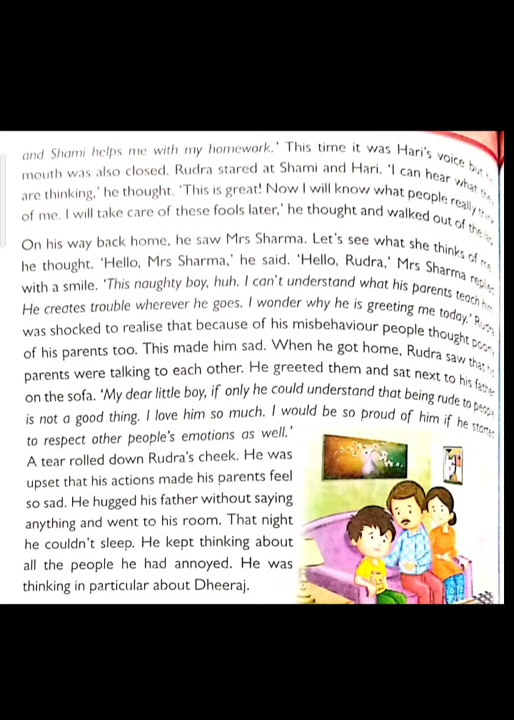 and Shami helps me with my homework.' This time it was Hari's voice but
mouth was also closed. Rudra stared at Shami and Hari. 'I can hear what they
are thinking,' he thought. 'This is great! Now I will know what people really
of me. I will take care of these fools later,' he thought and walked out of the
On his way back home, he saw Mrs Sharma. Let's see what she thinks of me,
he thought. 'Hello, Mrs Sharma,' he said. 'Hello, Rudra,' Mrs Sharma replied
with a smile. 'This naughty boy, huh. I can't understand what his parents teach him.
He creates trouble wherever he goes. I wonder why he is greeting me today.' Rudra
was shocked to realise that because of his misbehaviour people thought poorly
of his parents too. This made him sad. When he got home, Rudra saw that his
parents were talking to each other. He greeted them and sat next to his father
on the sofa. 'My dear little boy, if only he could understand that being rude to people
is not a good thing. I love him so much. I would be so proud of him if he started
to respect other people's emotions as well.'
A tear rolled down Rudra's cheek. He was
upset that his actions made his parents feel
so sad. He hugged his father without saying
anything and went to his room. That night
he couldn't sleep. He kept thinking about
all the people he had annoyed. He was
thinking in particular about Dheeraj.